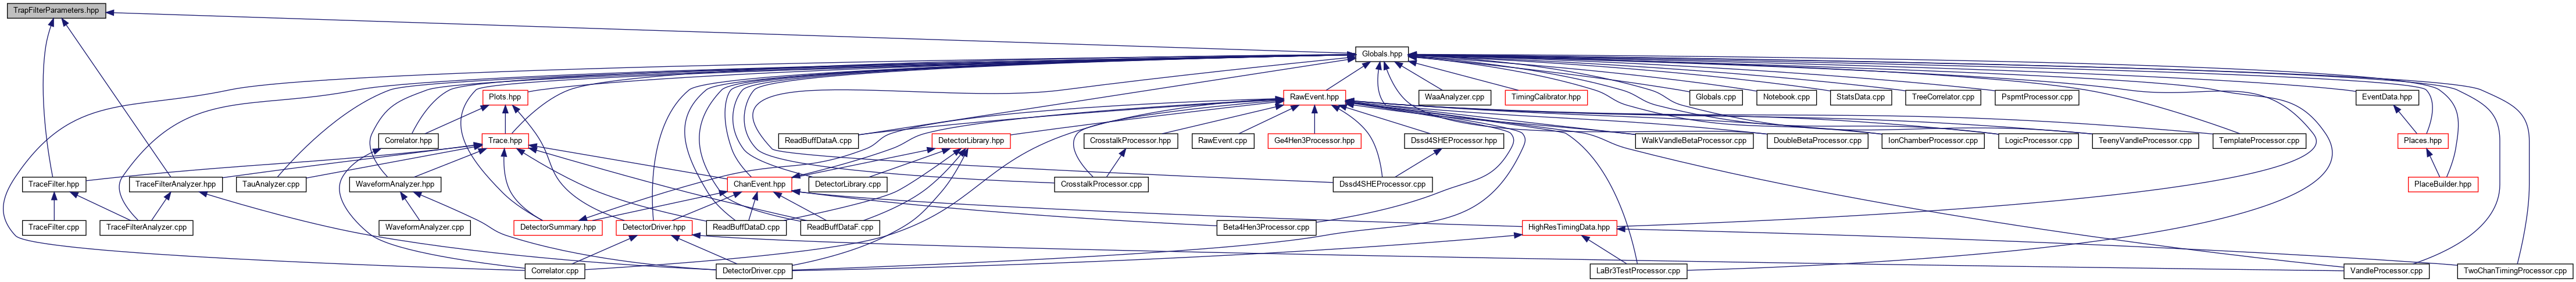 TrapFilterParameters.hpp
Globals.hpp
Plots.hpp
RawEvent.hpp
WaaAnalyzer.cpp
TimingCalibrator.hpp
Globals.cpp
Notebook.cpp
StatsData.cpp
TreeCorrelator.cpp
PspmtProcessor.cpp
EventData.hpp
Correlator.hpp
Trace.hpp
ReadBuffDataA.cpp
DetectorLibrary.hpp
CrosstalkProcessor.hpp
RawEvent.cpp
Ge4Hen3Processor.hpp
Dssd4SHEProcessor.hpp
WalkVandleBetaProcessor.cpp
DoubleBetaProcessor.cpp
IonChamberProcessor.cpp
LogicProcessor.cpp
TeenyVandleProcessor.cpp
TemplateProcessor.cpp
Places.hpp
TraceFilter.hpp
TraceFilterAnalyzer.hpp
TauAnalyzer.cpp
WaveformAnalyzer.hpp
ChanEvent.hpp
DetectorLibrary.cpp
CrosstalkProcessor.cpp
Dssd4SHEProcessor.cpp
PlaceBuilder.hpp
TraceFilter.cpp
TraceFilterAnalyzer.cpp
WaveformAnalyzer.cpp
DetectorSummary.hpp
DetectorDriver.hpp
ReadBuffDataD.cpp
ReadBuffDataF.cpp
Beta4Hen3Processor.cpp
HighResTimingData.hpp
Correlator.cpp
DetectorDriver.cpp
LaBr3TestProcessor.cpp
VandleProcessor.cpp
TwoChanTimingProcessor.cpp